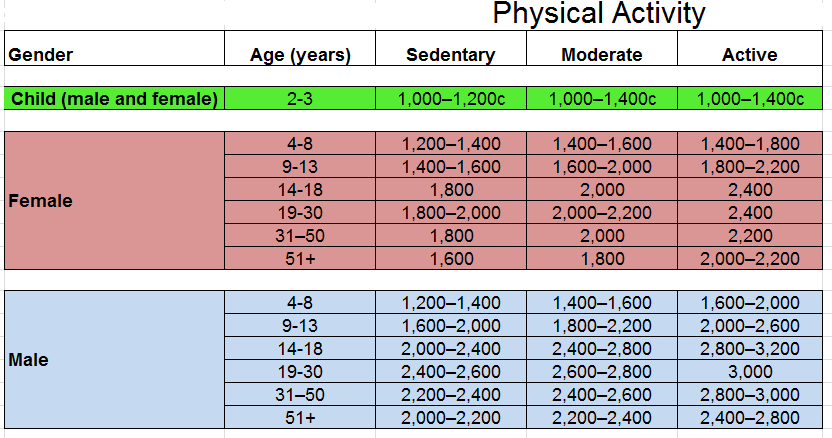 Physical Activity
Gender Age (years) Sedentary Moderate Active
Child (male and female) 2-3 1,000–1,200c 1,000–1,400c 1,000–1,400c
4-8 1,200–1,400 1,400–1,600 1,400–1,800
9-13 1,400–1,600 1,600–2,000 1,800–2,200
14-18 1,800 2,000 2,400
Female 19-30 1,800–2,000 2,000–2,200 2,400
31–50 1,800 2,000 2,200
51+ 1,600 1,800 2,000–2,200
4-8 1,200–1,400 1,400–1,600 1,600–2,000
9-13 1,600–2,000 1,800–2,200 2,000–2,600
14-18 2,000–2,400 2,400–2,800 2,800–3,200
Male 19-30 2,400–2,600 2,600–2,800 3,000
31–50 2,200–2,400 2,400–2,600 2,800–3,000
51+ 2,000–2,200 2,200–2,400 2,400–2,800